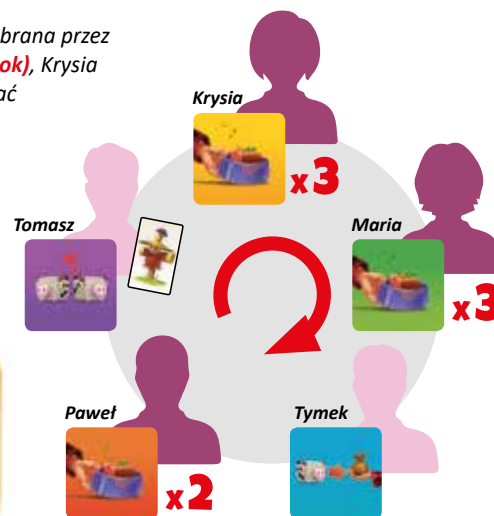 brana przez
ok), Krysia
ać
Krysia
x3
Tomasz
Maria
x3
Paweł
x2
Tymek